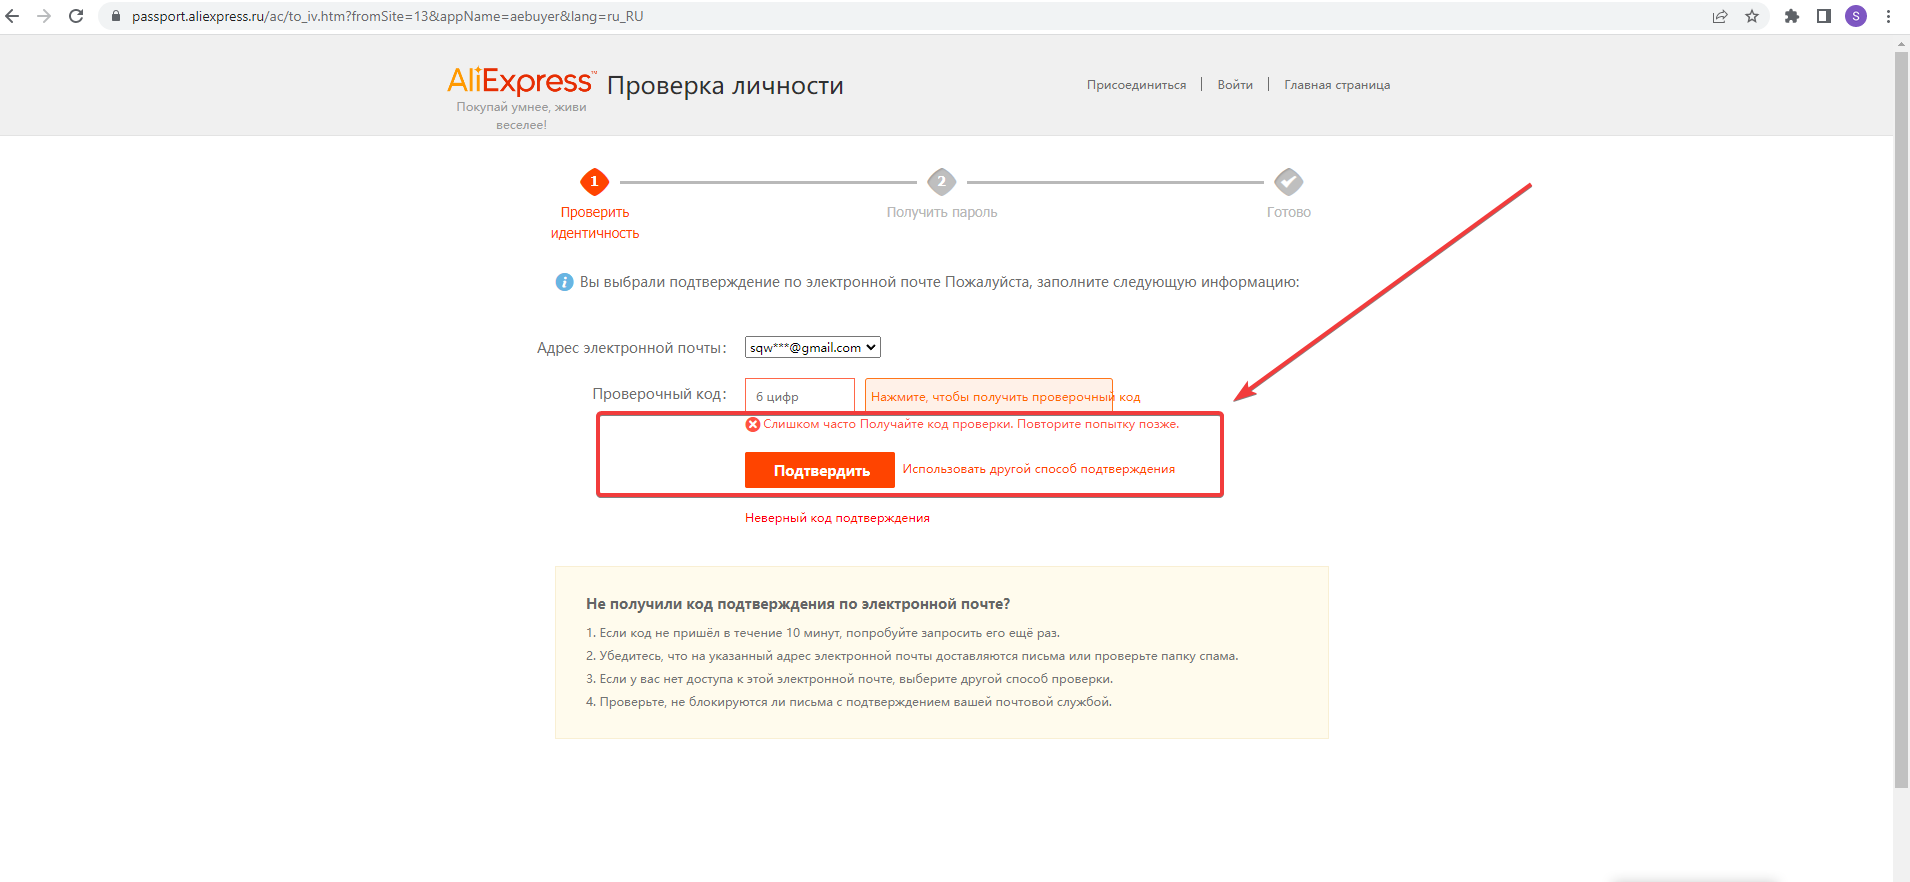 passport.aliexpress.ru/ac/to_iv.htm?fromSite=13&appName=aebuyer&lang=ru_RU
S
AliExpress™ Проверка личности
Присоединиться | Войти | Главная страница
Покупай умнее, живи
веселее!
1
2
Проверить
идентичность
Получить пароль
Готово
Вы выбрали подтверждение по электронной почте Пожалуйста, заполните следующую информацию:
Адрес электронной почты: sqw***@gmail.com
Проверочный код: 6 цифр Нажмите, чтобы получить проверочный код
Слишком часто Получайте код проверки. Повторите попытку позже.
Подтвердить Использовать другой способ подтверждения
Неверный код подтверждения
Не получили код подтверждения по электронной почте?
1. Если код не пришёл в течение 10 минут, попробуйте запросить его ещё раз.
2. Убедитесь, что на указанный адрес электронной почты доставляются письма или проверьте папку спама.
3. Если у вас нет доступа к этой электронной почте, выберите другой способ проверки.
4. Проверьте, не блокируются ли письма с подтверждением вашей почтовой службой.